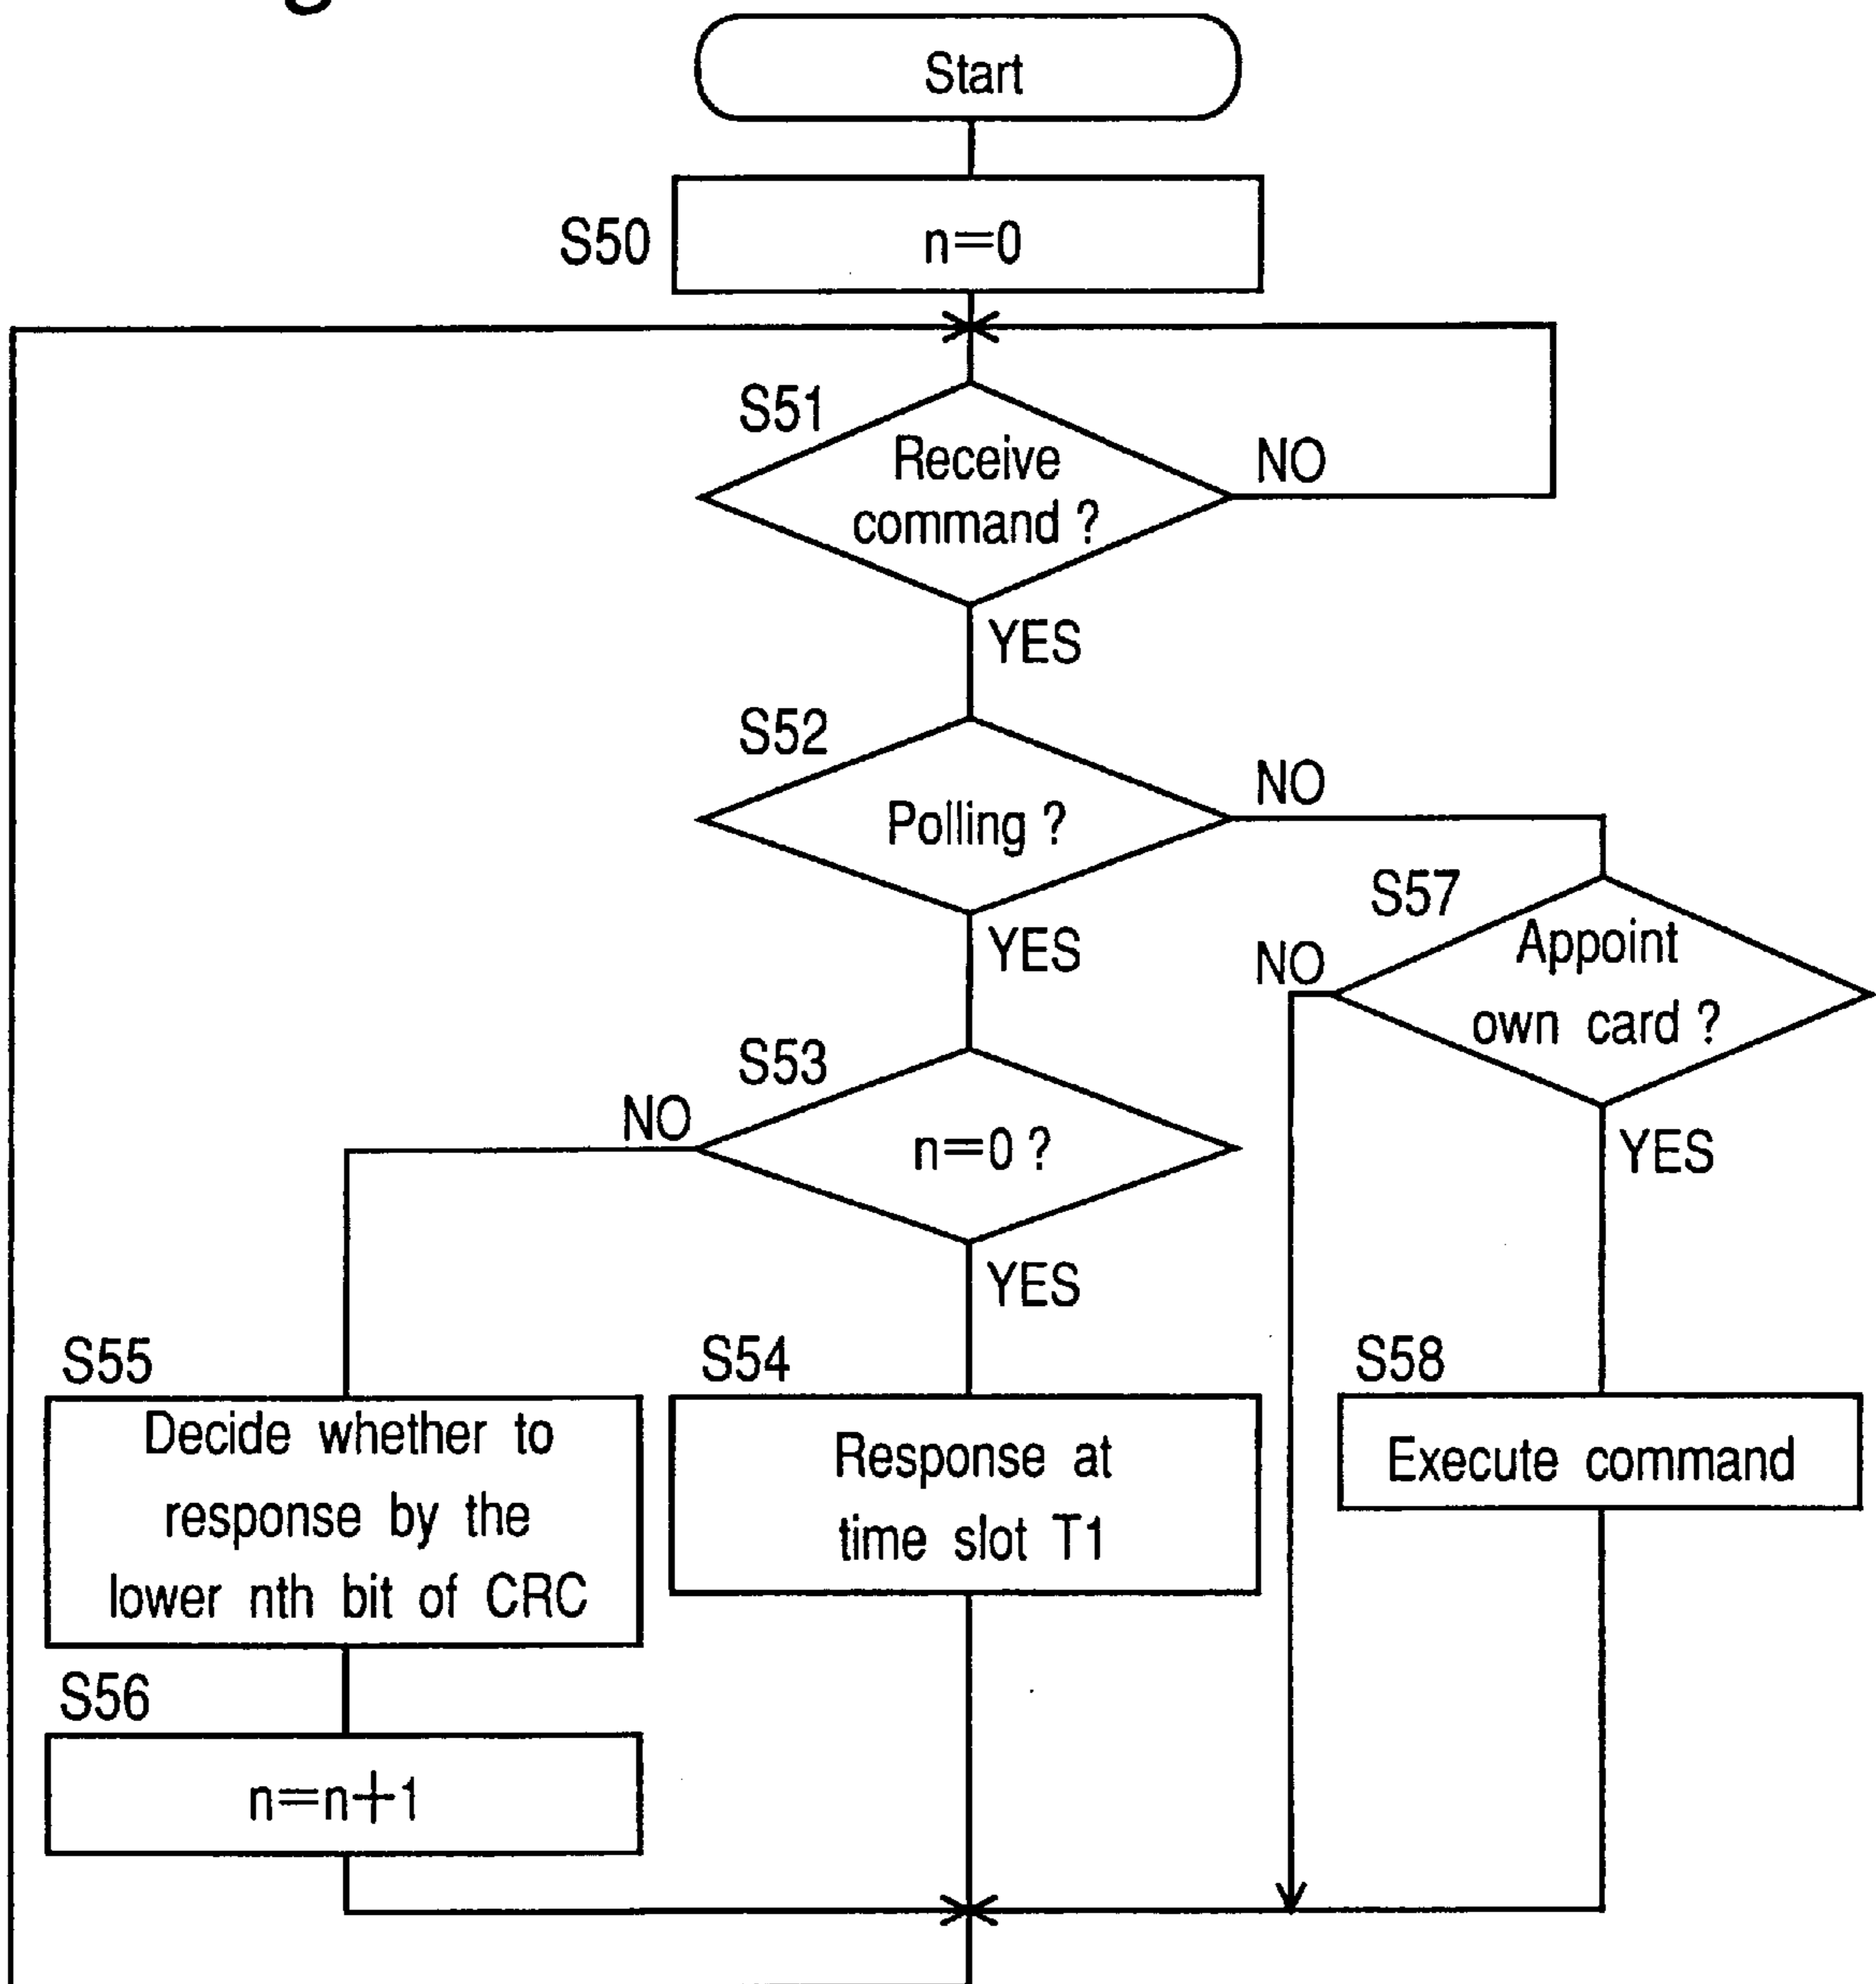 Start
S50
n=0
S51
Receive
command ?
NO
YES
S52
Polling ?
NO
YES
S57
Appoint
own card ?
NO
YES
S53
n=0 ?
NO
YES
S55
Decide whether to
response by the
lower nth bit of CRC
S54
Response at
time slot T1
S58
Execute command
S56
n=n+1